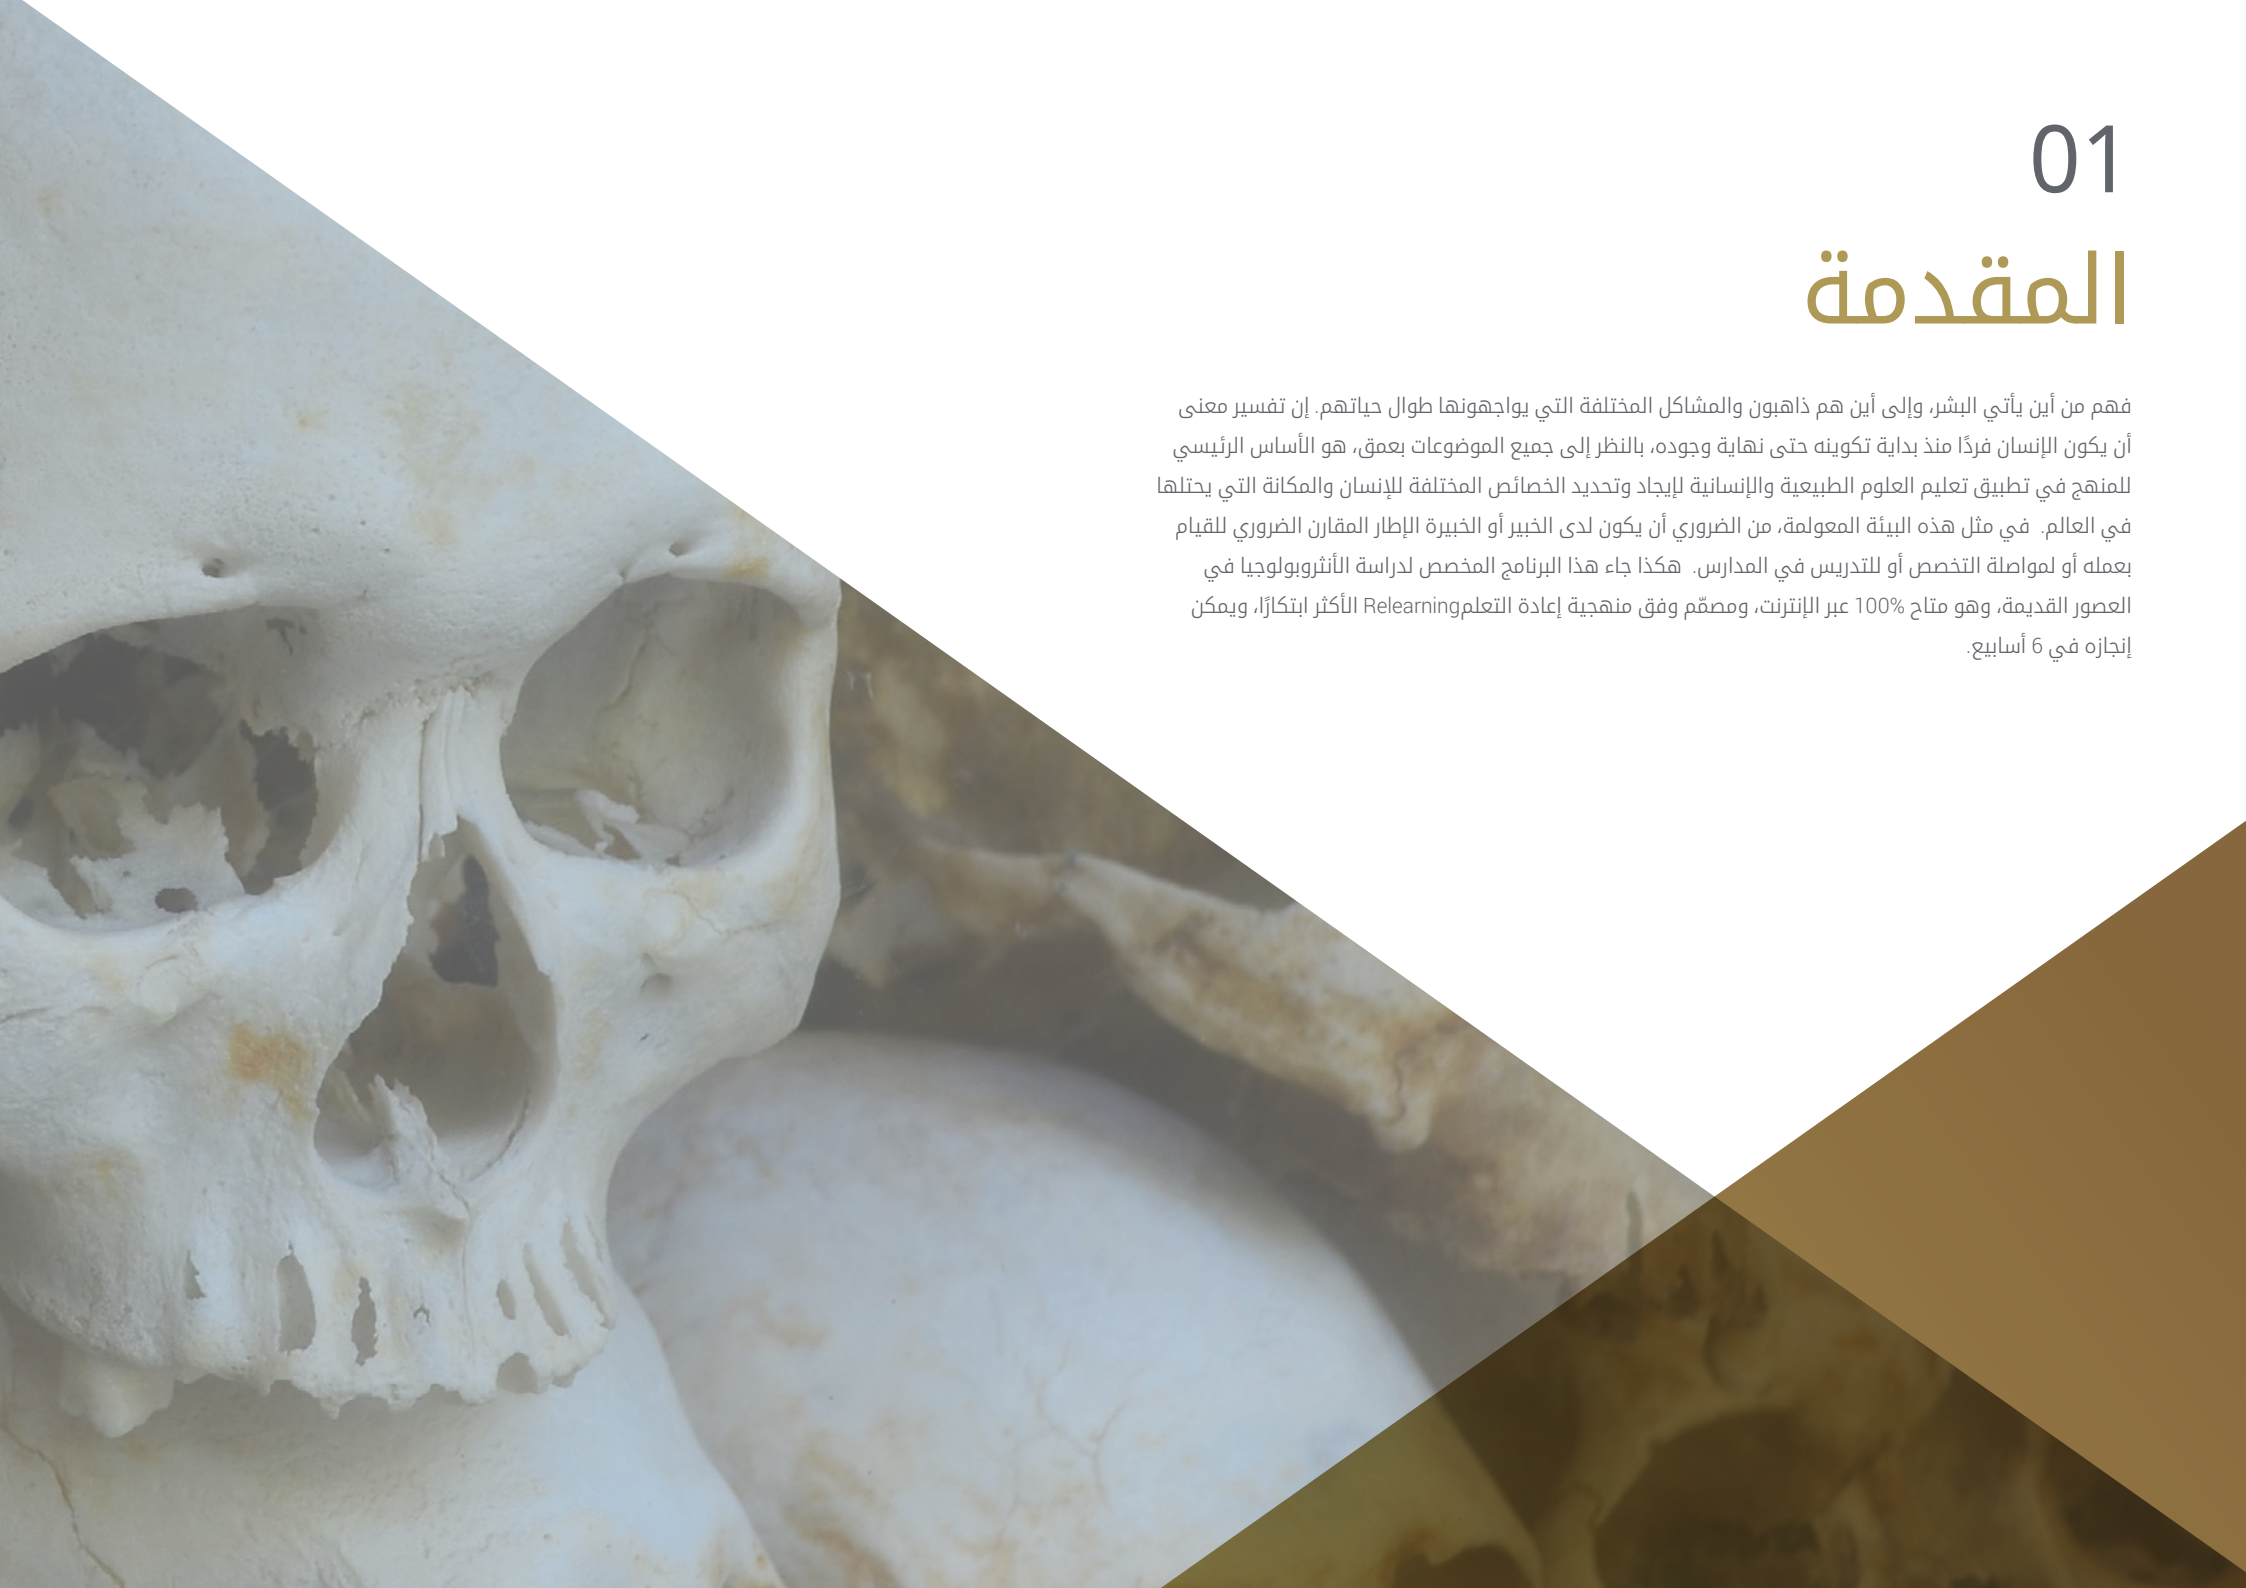 01
المقدمة
فهم من أين يأتي البشر، وإلى أين هم ذاهبون والمشاكل المختلفة التي يواجهونها طوال حياتهم. إن تفسير معنى
أن يكون الإنسان فردًا منذ بداية تكوينه حتى نهاية وجوده، بالنظر إلى جميع الموضوعات بعمق، هو الأساس الرئيسي
للمنهج في تطبيق تعليم العلوم الطبيعية والإنسانية لإيجاد وتحديد الخصائص المختلفة للإنسان والمكانة التي يحتلها
في العالم. في مثل هذه البيئة المعولمة، من الضروري أن يكون لدى الخبير أو الخبيرة الإطار المقارن الضروري للقيام
بعمله أو لمواصلة التخصص أو للتدريس في المدارس. هكذا جاء هذا البرنامج المخصص لدراسة الأنثروبولوجيا في
العصور القديمة، وهو متاح 100% عبر الإنترنت، ومصمّم وفق منهجية إعادة التعلمRelearning الأكثر ابتكارًا، ويمكن
إنجازه في 6 أسابيع.